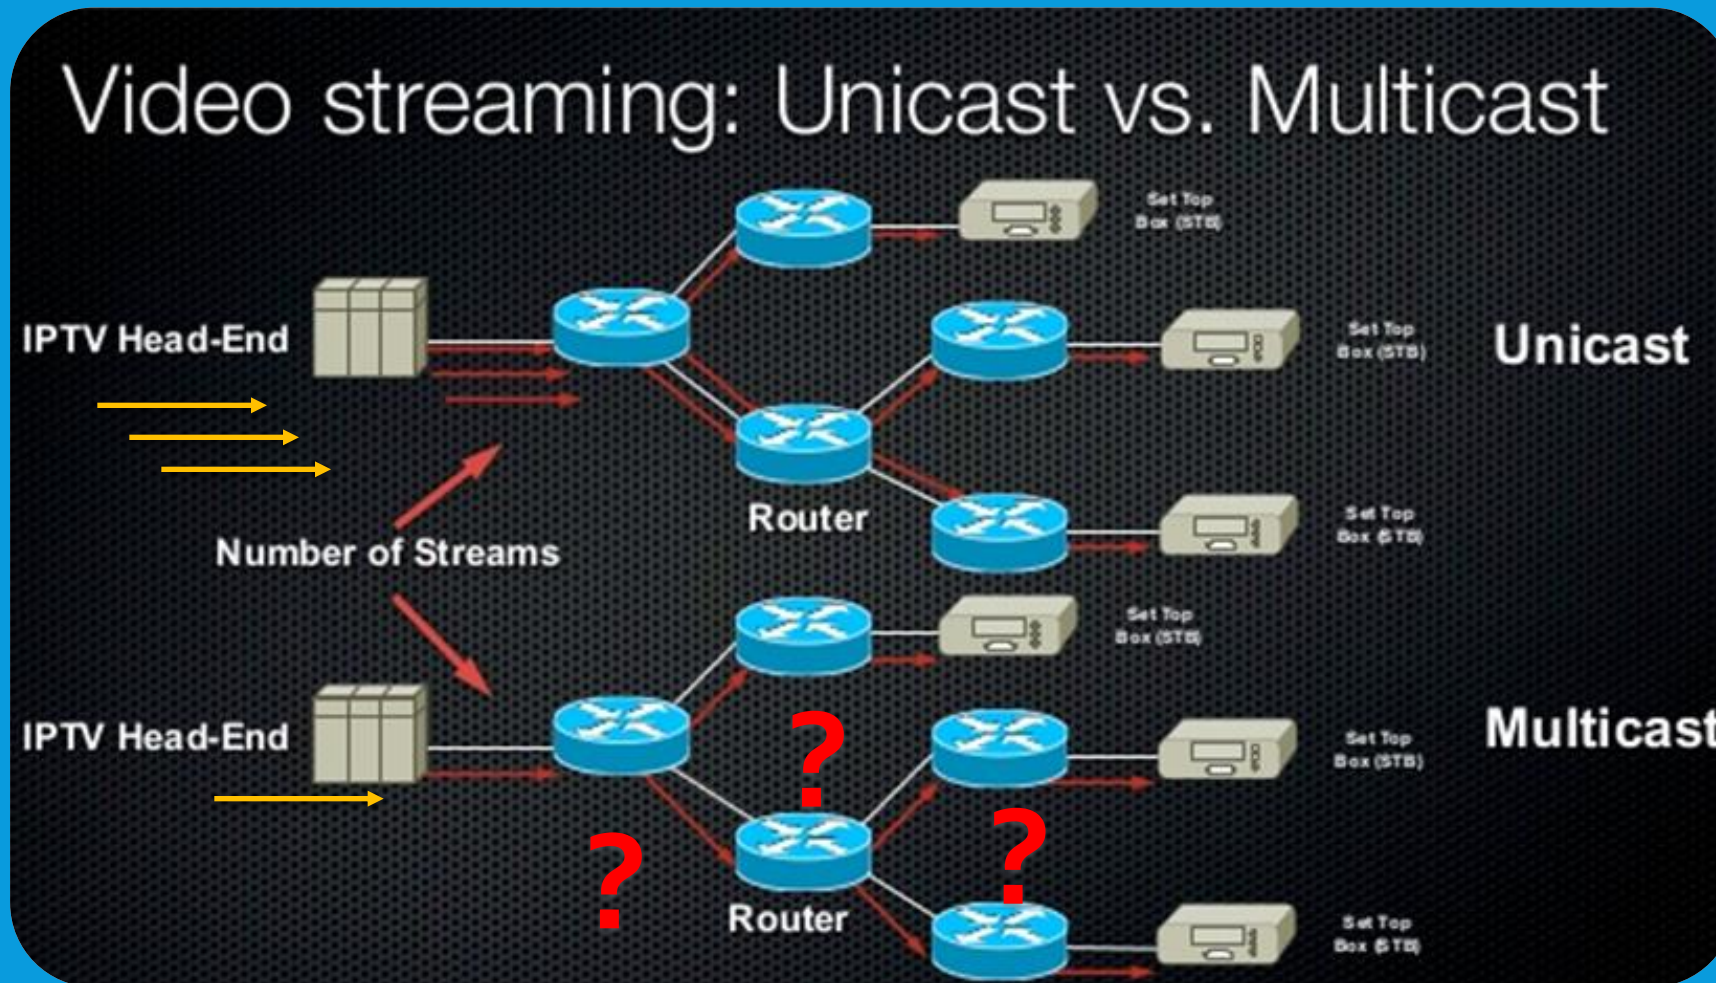 Video streaming: Unicast vs. Multicast
Set Top
Box (STB)
IPTV Head-End
Set Top
Box (STB)
Unicast
Router
Set Top
Box (STB)
Number of Streams
Set Top
Box (STB)
IPTV Head-End
?
Set Top
Box (STB)
Multicast
?
?
Router
Set Top
Box (STB)